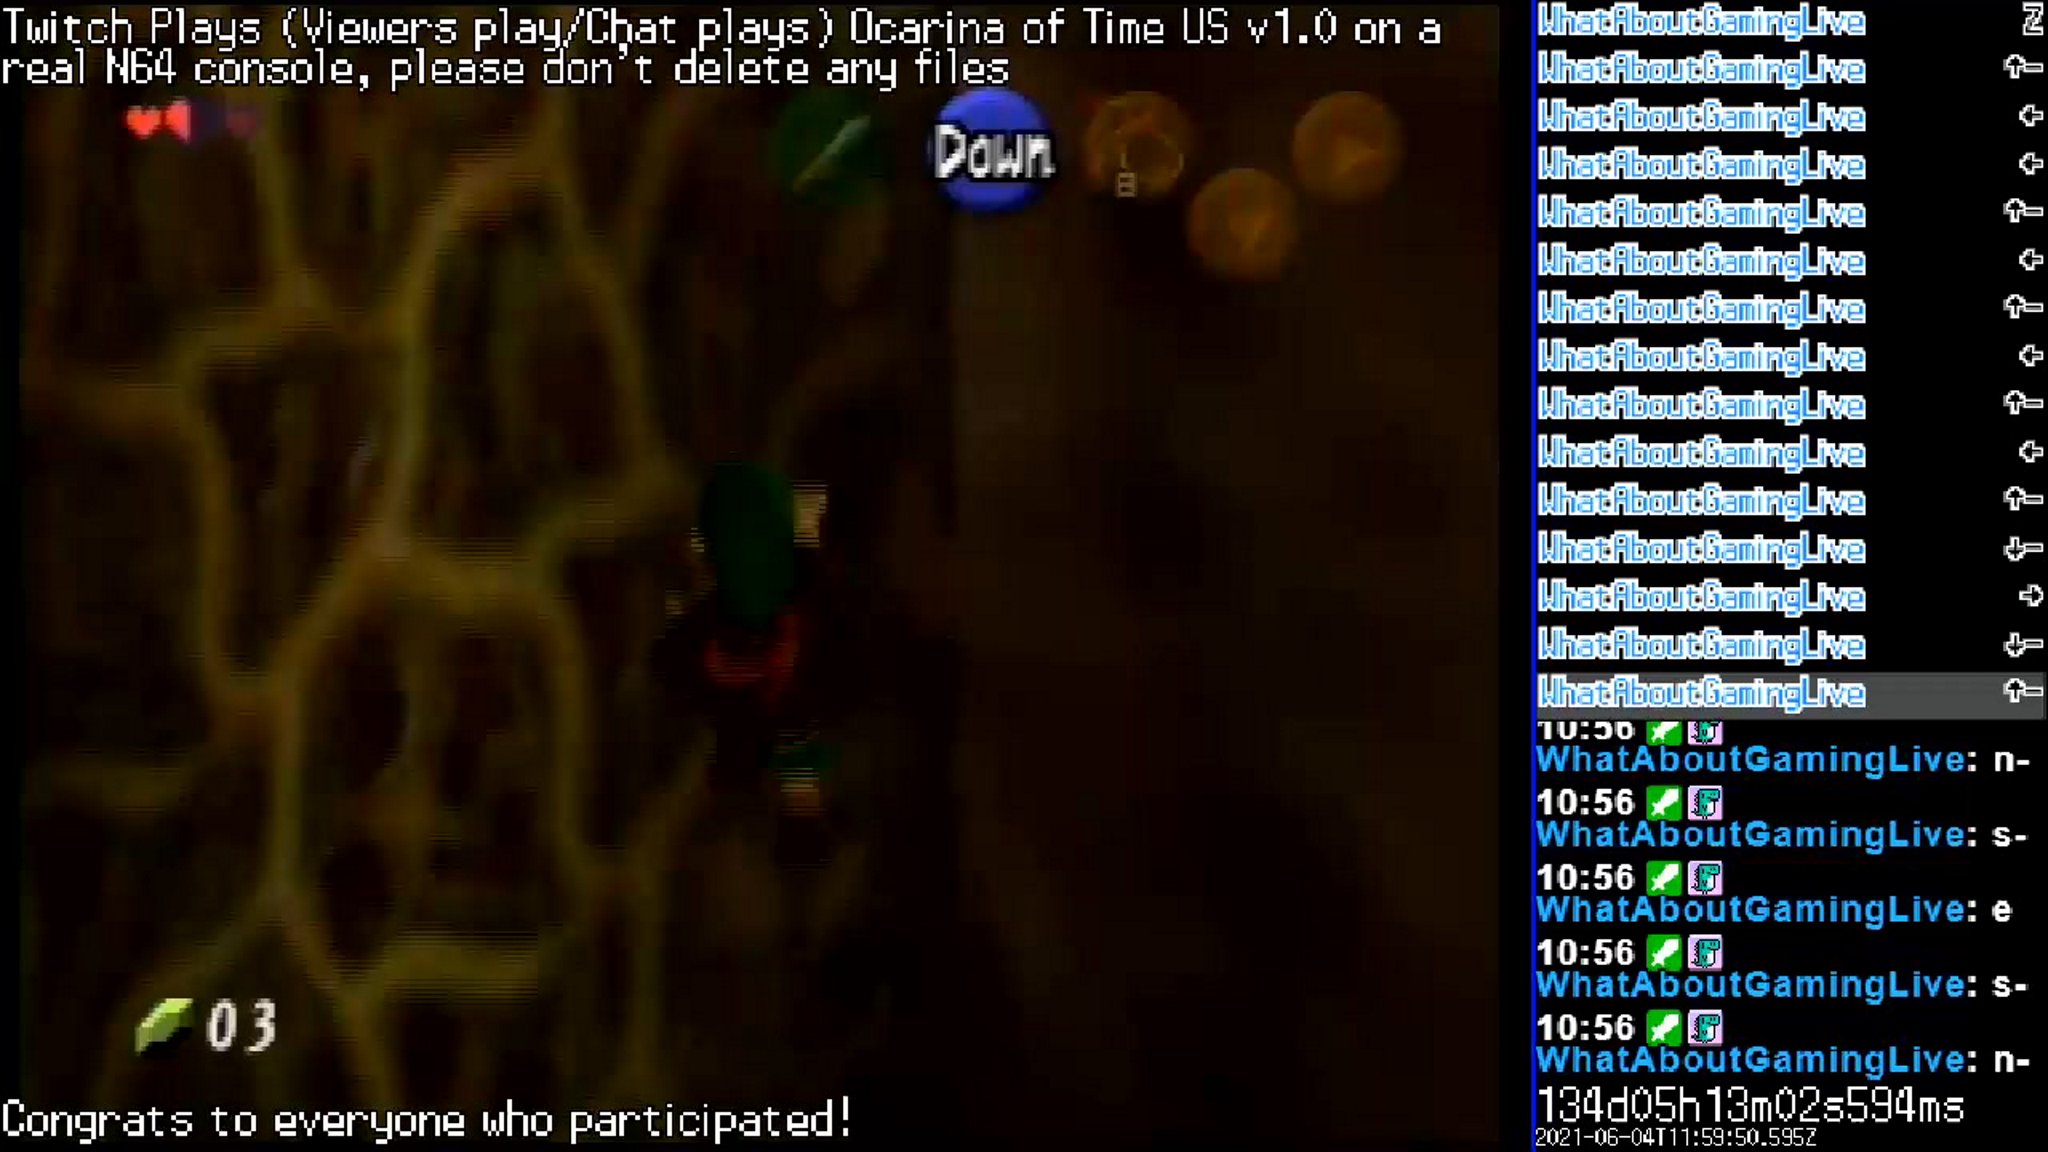 Twitch Plays (Viewers play/Chat plays) Ocarina of Time US v1.0 on a
real N64 console, please don't delete any files
Down
8
03
Congrats to everyone who participated!
WhatAboutGamingLive Z
WhatAboutGamingLive
WhatAboutGamingLive
WhatAboutGamingLive
WhatAboutGamingLive
WhatAboutGamingLive
WhatAboutGamingLive
WhatAboutGamingLive
WhatAboutGamingLive
WhatAboutGamingLive
WhatAboutGamingLive
WhatAboutGamingLive
WhatAboutGamingLive
WhatAboutGamingLive
WhatAboutGamingLive
10:56
WhatAboutGamingLive: n-
10:56
WhatAboutGamingLive: s-
10:56
WhatAboutGamingLive: e
10:56
WhatAboutGamingLive: s-
10:56
WhatAboutGamingLive: n-
134d05h13m02s594ms
2021-06-04T11:59:50.595Z